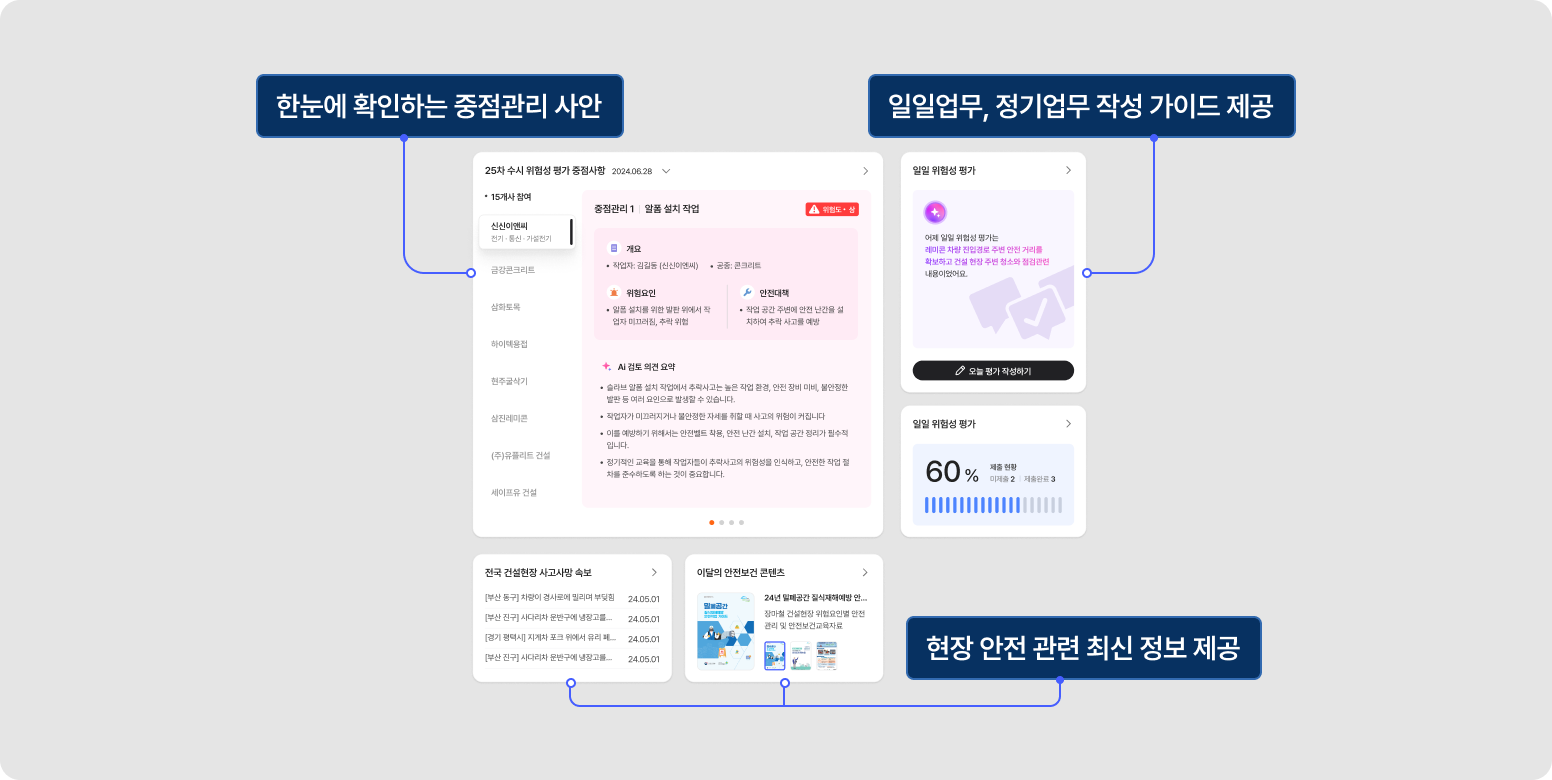 한눈에 확인하는 중점관리 사안
일일업무, 정기업무 작성 가이드 제공
25차 수시 위험성 평가 중점사항 2024.06.28
• 15개사 참여
신신이앤씨
전기 · 통신 · 가설전기
금강콘크리트
삼화토목
하이텍용접
현주굴삭기
상진레미콘
(주)유플리트 건설
세이프유 건설
중점관리 1 | 알폼 설치 작업
위험도 • 상
개요
• 작업자: 김길동 (신신이앤씨) • 공종: 콘크리트
위험요인
• 알폼 설치를 위한 발판 위에서 작
업자 미끄러짐, 추락 위험
안전대책
• 작업 공간 주변에 안전 난간을 설
치하여 추락 사고를 예방
Ai 검토 의견 요약
• 슬라브 알폼 설치 작업에서 추락사고는 높은 작업 환경, 안전 장비 미비, 불안정한
발판 등 여러 요인으로 발생할 수 있습니다.
• 작업자가 미끄러지거나 불안정한 자세를 취할 때 사고의 위험이 커집니다
• 이를 예방하기 위해서는 안전벨트 착용, 안전 난간 설치, 작업 공간 정리가 필수적
입니다.
• 정기적인 교육을 통해 작업자들이 추락사고의 위험성을 인식하고, 안전한 작업 절
차를 준수하도록 하는 것이 중요합니다.
일일 위험성 평가
어제 일일 위험성 평가는
레미콘 차량 진입경로 주변 안전 거리를
확보하고 건설 현장 주변 청소와 점검관련
내용이었어요.
오늘 평가 작성하기
일일 위험성 평가
60 %
제출 현황
미제출 2 | 제출완료 3
전국 건설현장 사고사망 속보
[부산 동구] 차량이 경사로에 밀리며 부딪힘 24.05.01
[부산 진구] 사다리차 운반구에 냉장고를... 24.05.01
[경기 평택시] 지게차 포크 위에서 유리 폐... 24.05.01
[부산 진구] 사다리차 운반구에 냉장고를... 24.05.01
이달의 안전보건 콘텐츠
밀폐공간
24년 밀폐공간 질식재해예방 안...
장마철 건설현장 위험요인별 안전
관리 및 안전보건교육자료
현장 안전 관련 최신 정보 제공